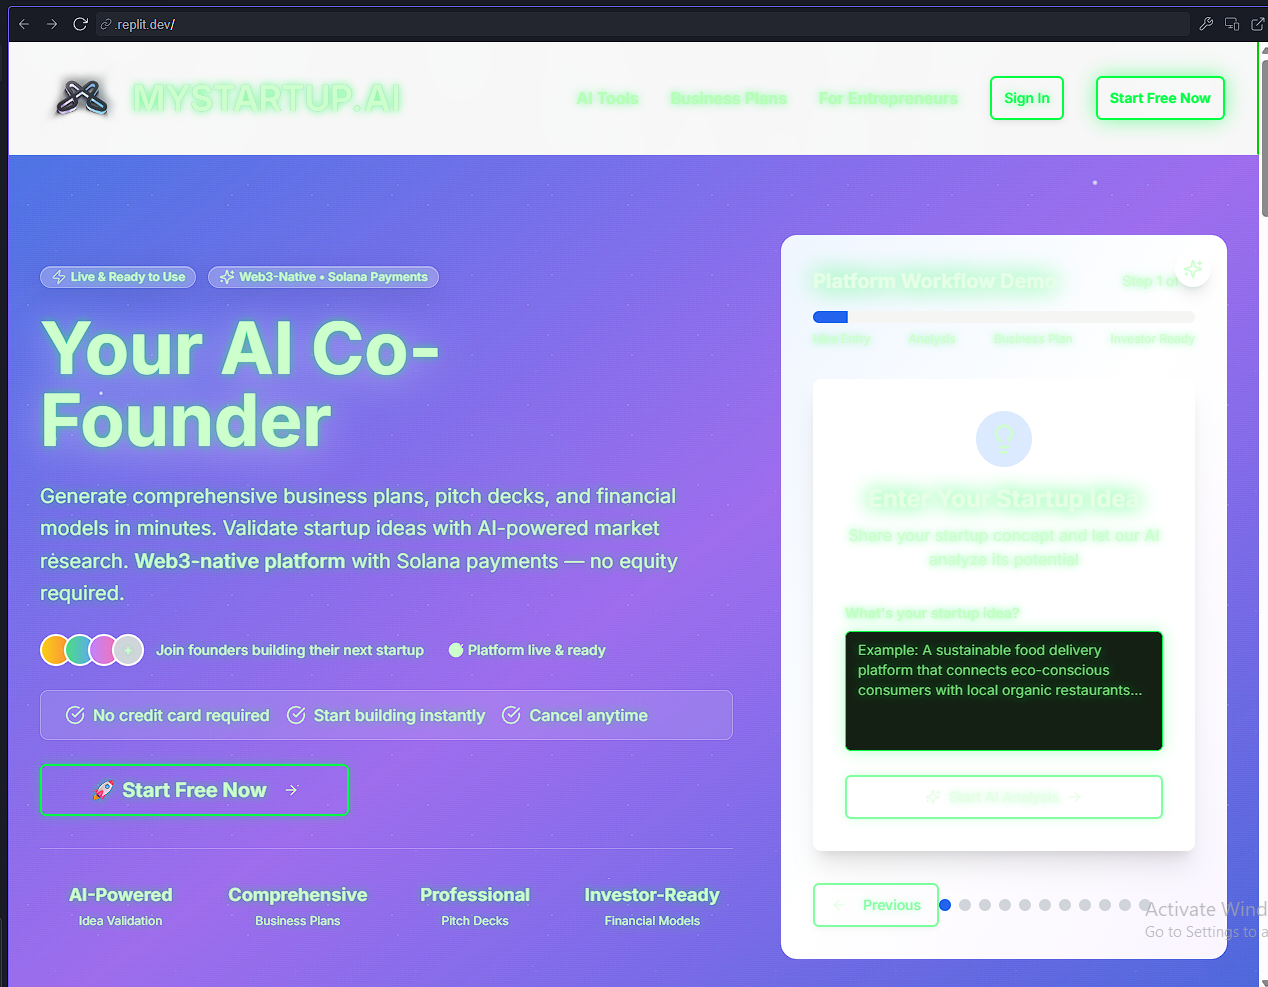 .replit.dev/
MYSTARTUP.AI
AI Tools
Business Plans
For Entrepreneurs
Sign In
Start Free Now
Live & Ready to Use
Web3-Native • Solana Payments
Your AI Co-
Founder
Generate comprehensive business plans, pitch decks, and financial
models in minutes. Validate startup ideas with AI-powered market
research. Web3-native platform with Solana payments — no equity
required.
+
Join founders building their next startup
Platform live & ready
No credit card required
Start building instantly
Cancel anytime
🚀 Start Free Now →
AI-Powered
Idea Validation
Comprehensive
Business Plans
Professional
Pitch Decks
Investor-Ready
Financial Models
Platform Workflow Demo
Step 1 of
Idea Entry
Analysis
Business Plan
Investor Ready
Enter Your Startup Idea
Share your startup concept and let our AI
analyze its potential
What's your startup idea?
Example: A sustainable food delivery
platform that connects eco-conscious
consumers with local organic restaurants...
Start AI Analysis →
← Previous
Activate Wind
Go to Settings to a